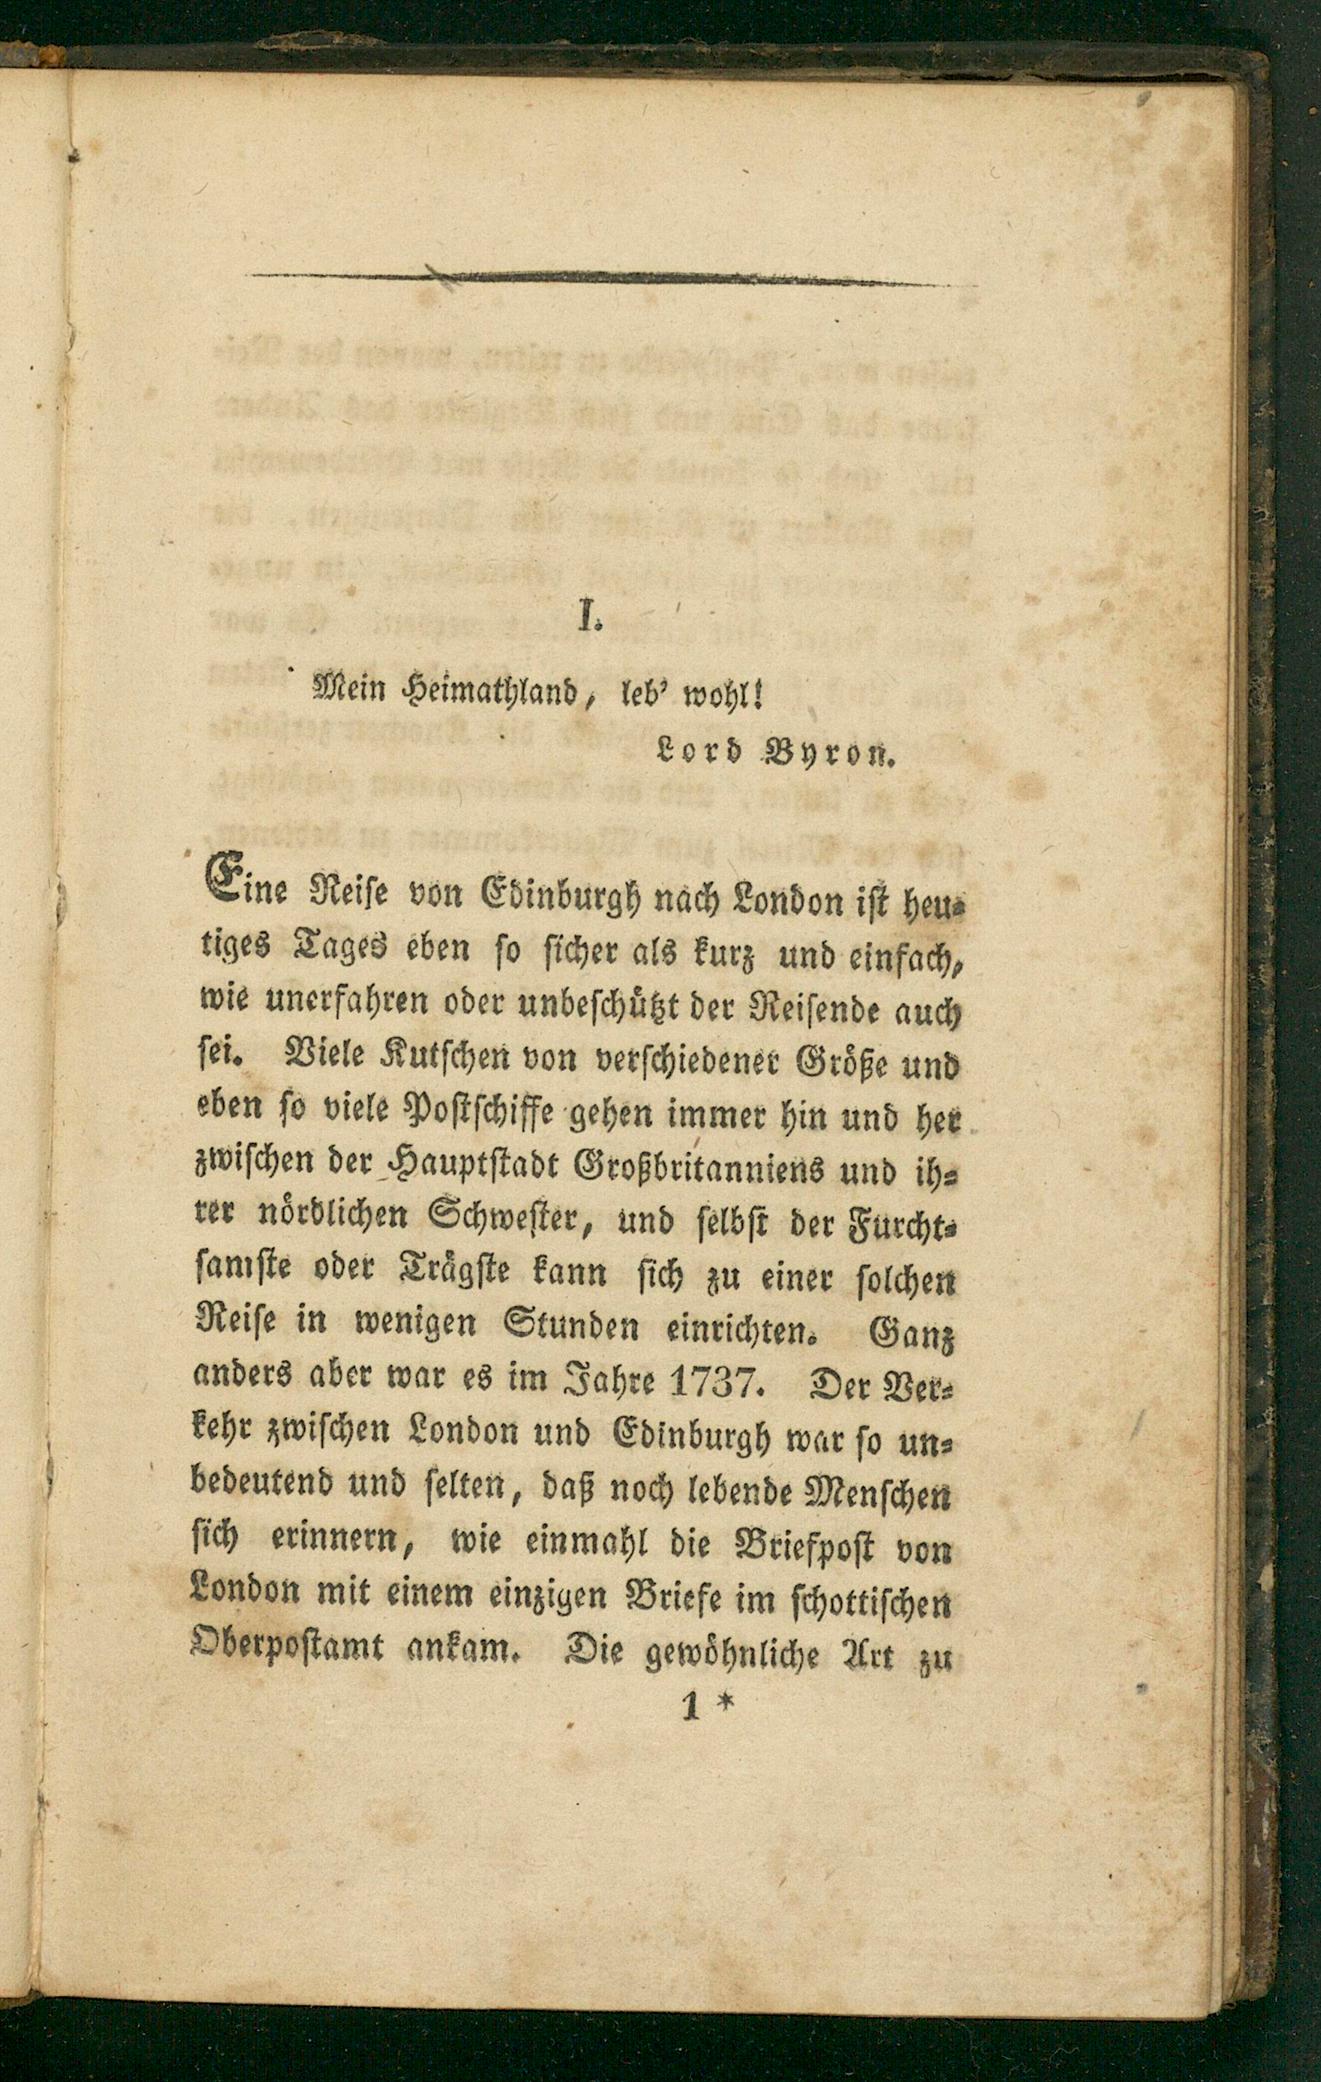 I.
Mein Heimathland, leb' wohl!
Lord Byron.
Eine Reise von Edinburgh nach London ist heu-
tiges Tages eben so sicher als kurz und einfach,
wie unerfahren oder unbeschützt der Reisende auch
sei. Viele Kutschen von verschiedener Größe und
eben so viele Postschiffe gehen immer hin und her
zwischen der Hauptstadt Großbritanniens und ih-
rer nördlichen Schwester, und selbst der Furcht-
samste oder Trägste kann sich zu einer solchen
Reise in wenigen Stunden einrichten. Ganz
anders aber war es im Jahre 1737. Der Ver-
kehr zwischen London und Edinburgh war so un-
bedeutend und selten, daß noch lebende Menschen
sich erinnern, wie einmahl die Briefpost von
London mit einem einzigen Briefe im schottischen
Oberpostamt ankam. Die gewöhnliche Art zu
1 *